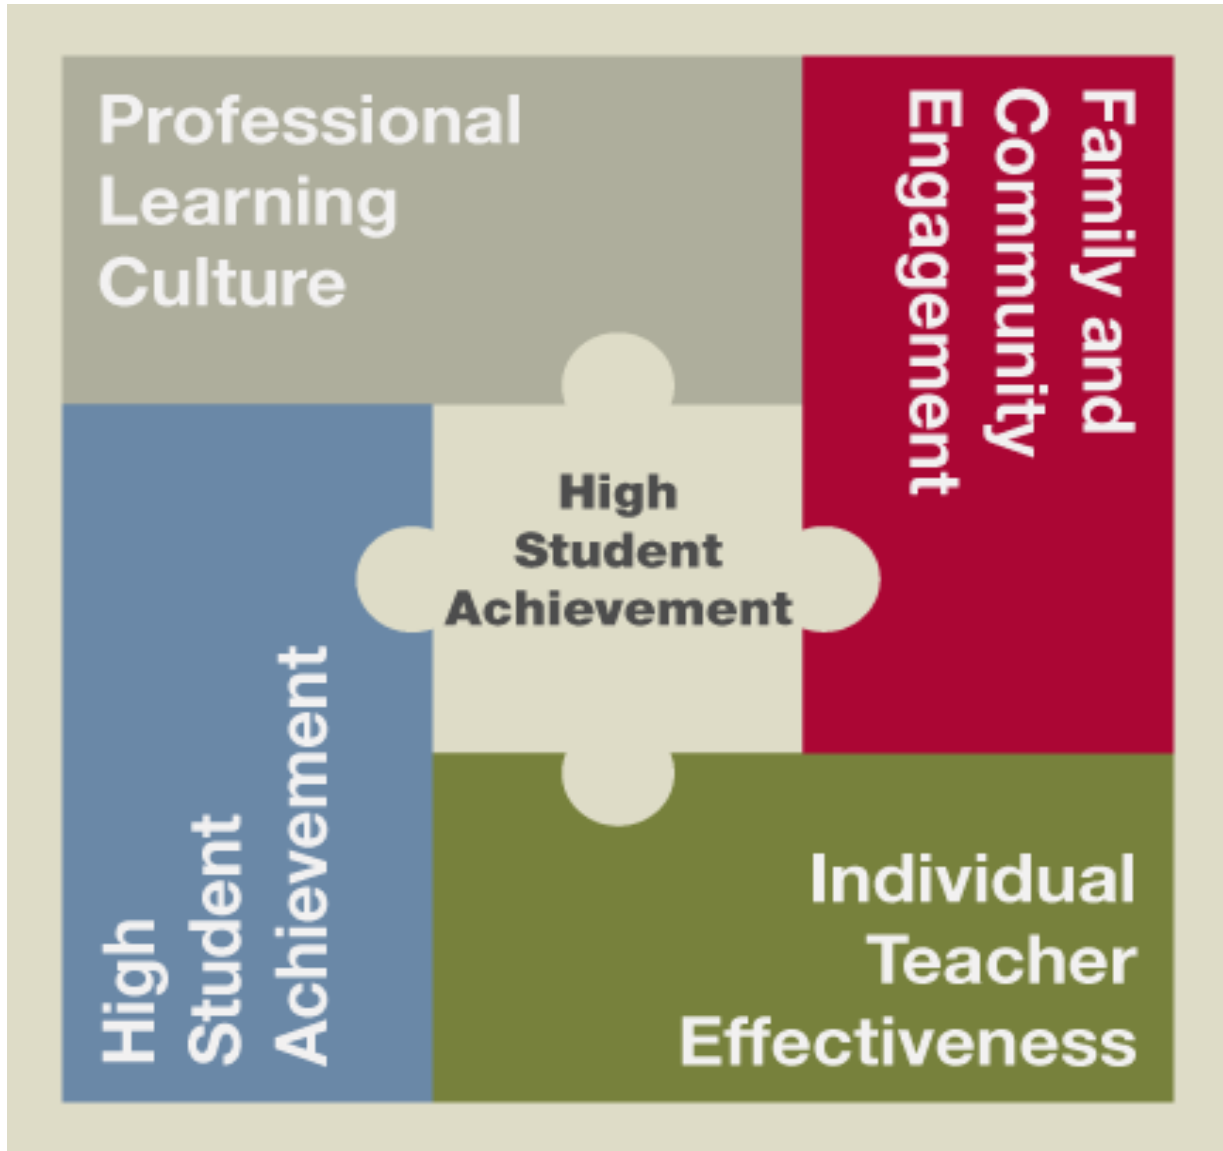 Professional
Learning
Culture
Family and
Community
Engagement
High
Student
Achievement
High
Student
Achievement
Individual
Teacher
Effectiveness